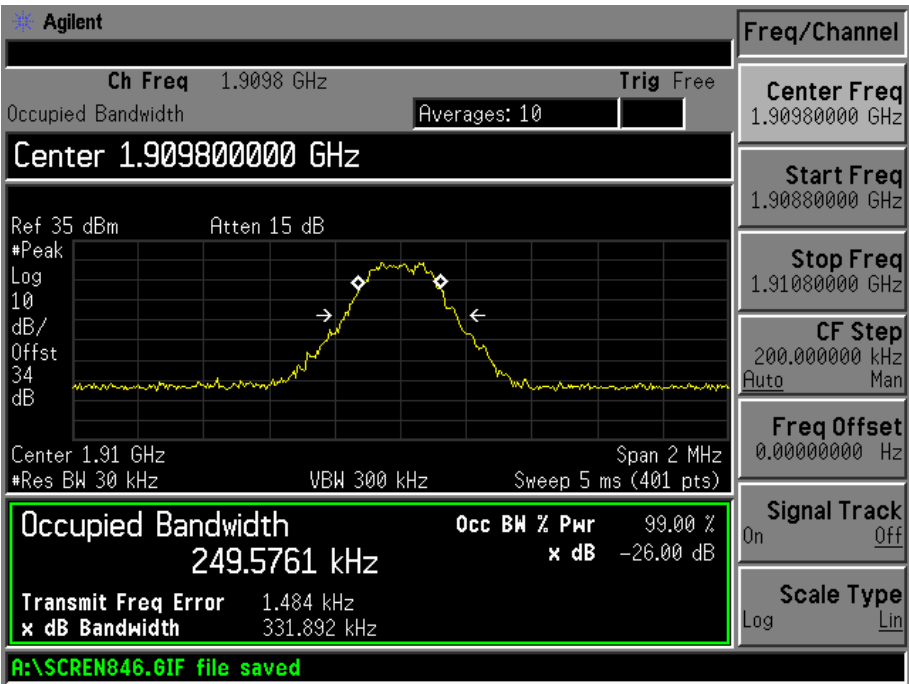 Agilent
Freq/Channel
Ch Freq 1.9098 GHz Trig Free
Occupied Bandwidth Averages: 10
Center 1.909800000 GHz
Ref 35 dBm Atten 15 dB
#Peak
Log
10
dB/
Offst
34
dB
Center 1.91 GHz Span 2 MHz
#Res BW 30 kHz VBW 300 kHz Sweep 5 ms (401 pts)
Occupied Bandwidth Occ BW % Pwr 99.00 %
249.5761 kHz x dB -26.00 dB
Transmit Freq Error 1.484 kHz
x dB Bandwidth 331.892 kHz
A:\SCREN846.GIF file saved
Center Freq
1.90980000 GHz
Start Freq
1.90880000 GHz
Stop Freq
1.91080000 GHz
CF Step
200.000000 kHz
Auto Man
Freq Offset
0.00000000 Hz
Signal Track
On Off
Scale Type
Log Lin